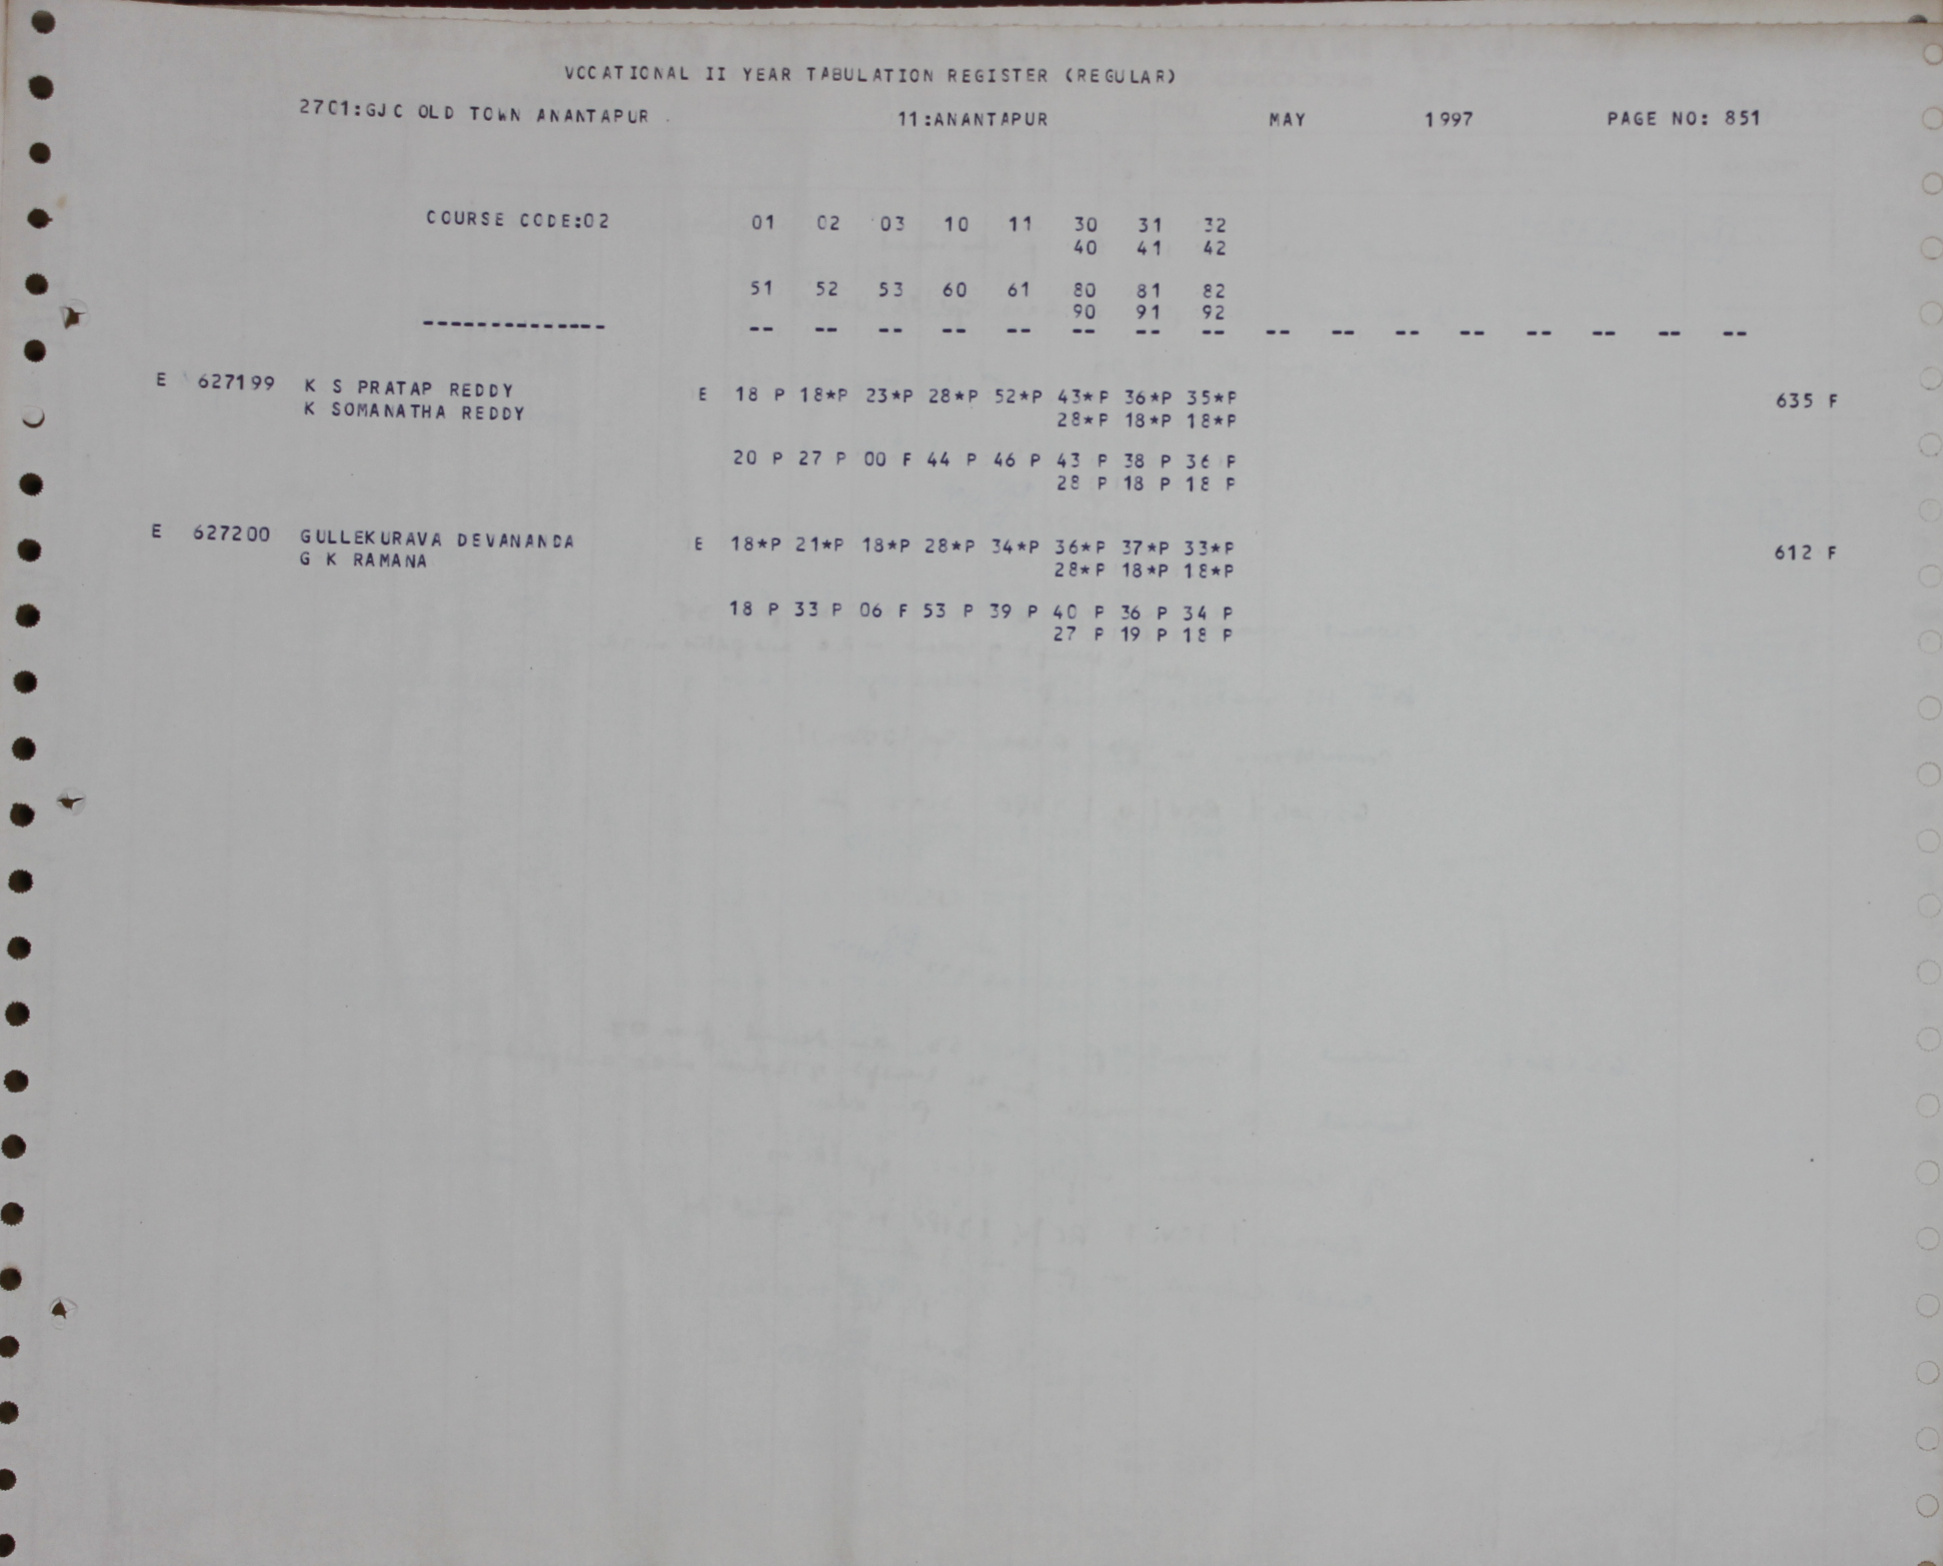 VOCATIONAL II YEAR TABULATION REGISTER (REGULAR)
27C1:GJC OLD TOWN ANANTAPUR 11:ANANTAPUR MAY 1997 PAGE NO: 851
COURSE CODE:02 01 02 03 10 11 30 31 32
40 41 42
51 52 53 60 61 80 81 82
90 91 92
-------------- -- -- -- -- -- -- -- -- -- -- -- -- -- -- -- --
E 627199 K S PRATAP REDDY E 18 P 18*P 23*P 28*P 52*P 43*P 36*P 35*P 635 F
K SOMANATHA REDDY 28*P 18*P 18*P
20 P 27 P 00 F 44 P 46 P 43 P 38 P 36 P
28 P 18 P 18 P
E 627200 GULLEKURAVA DEVANANDA E 18*P 21*P 18*P 28*P 34*P 36*P 37*P 33*P 612 F
G K RAMANA 28*P 18*P 18*P
18 P 33 P 06 F 53 P 39 P 40 P 36 P 34 P
27 P 19 P 18 P